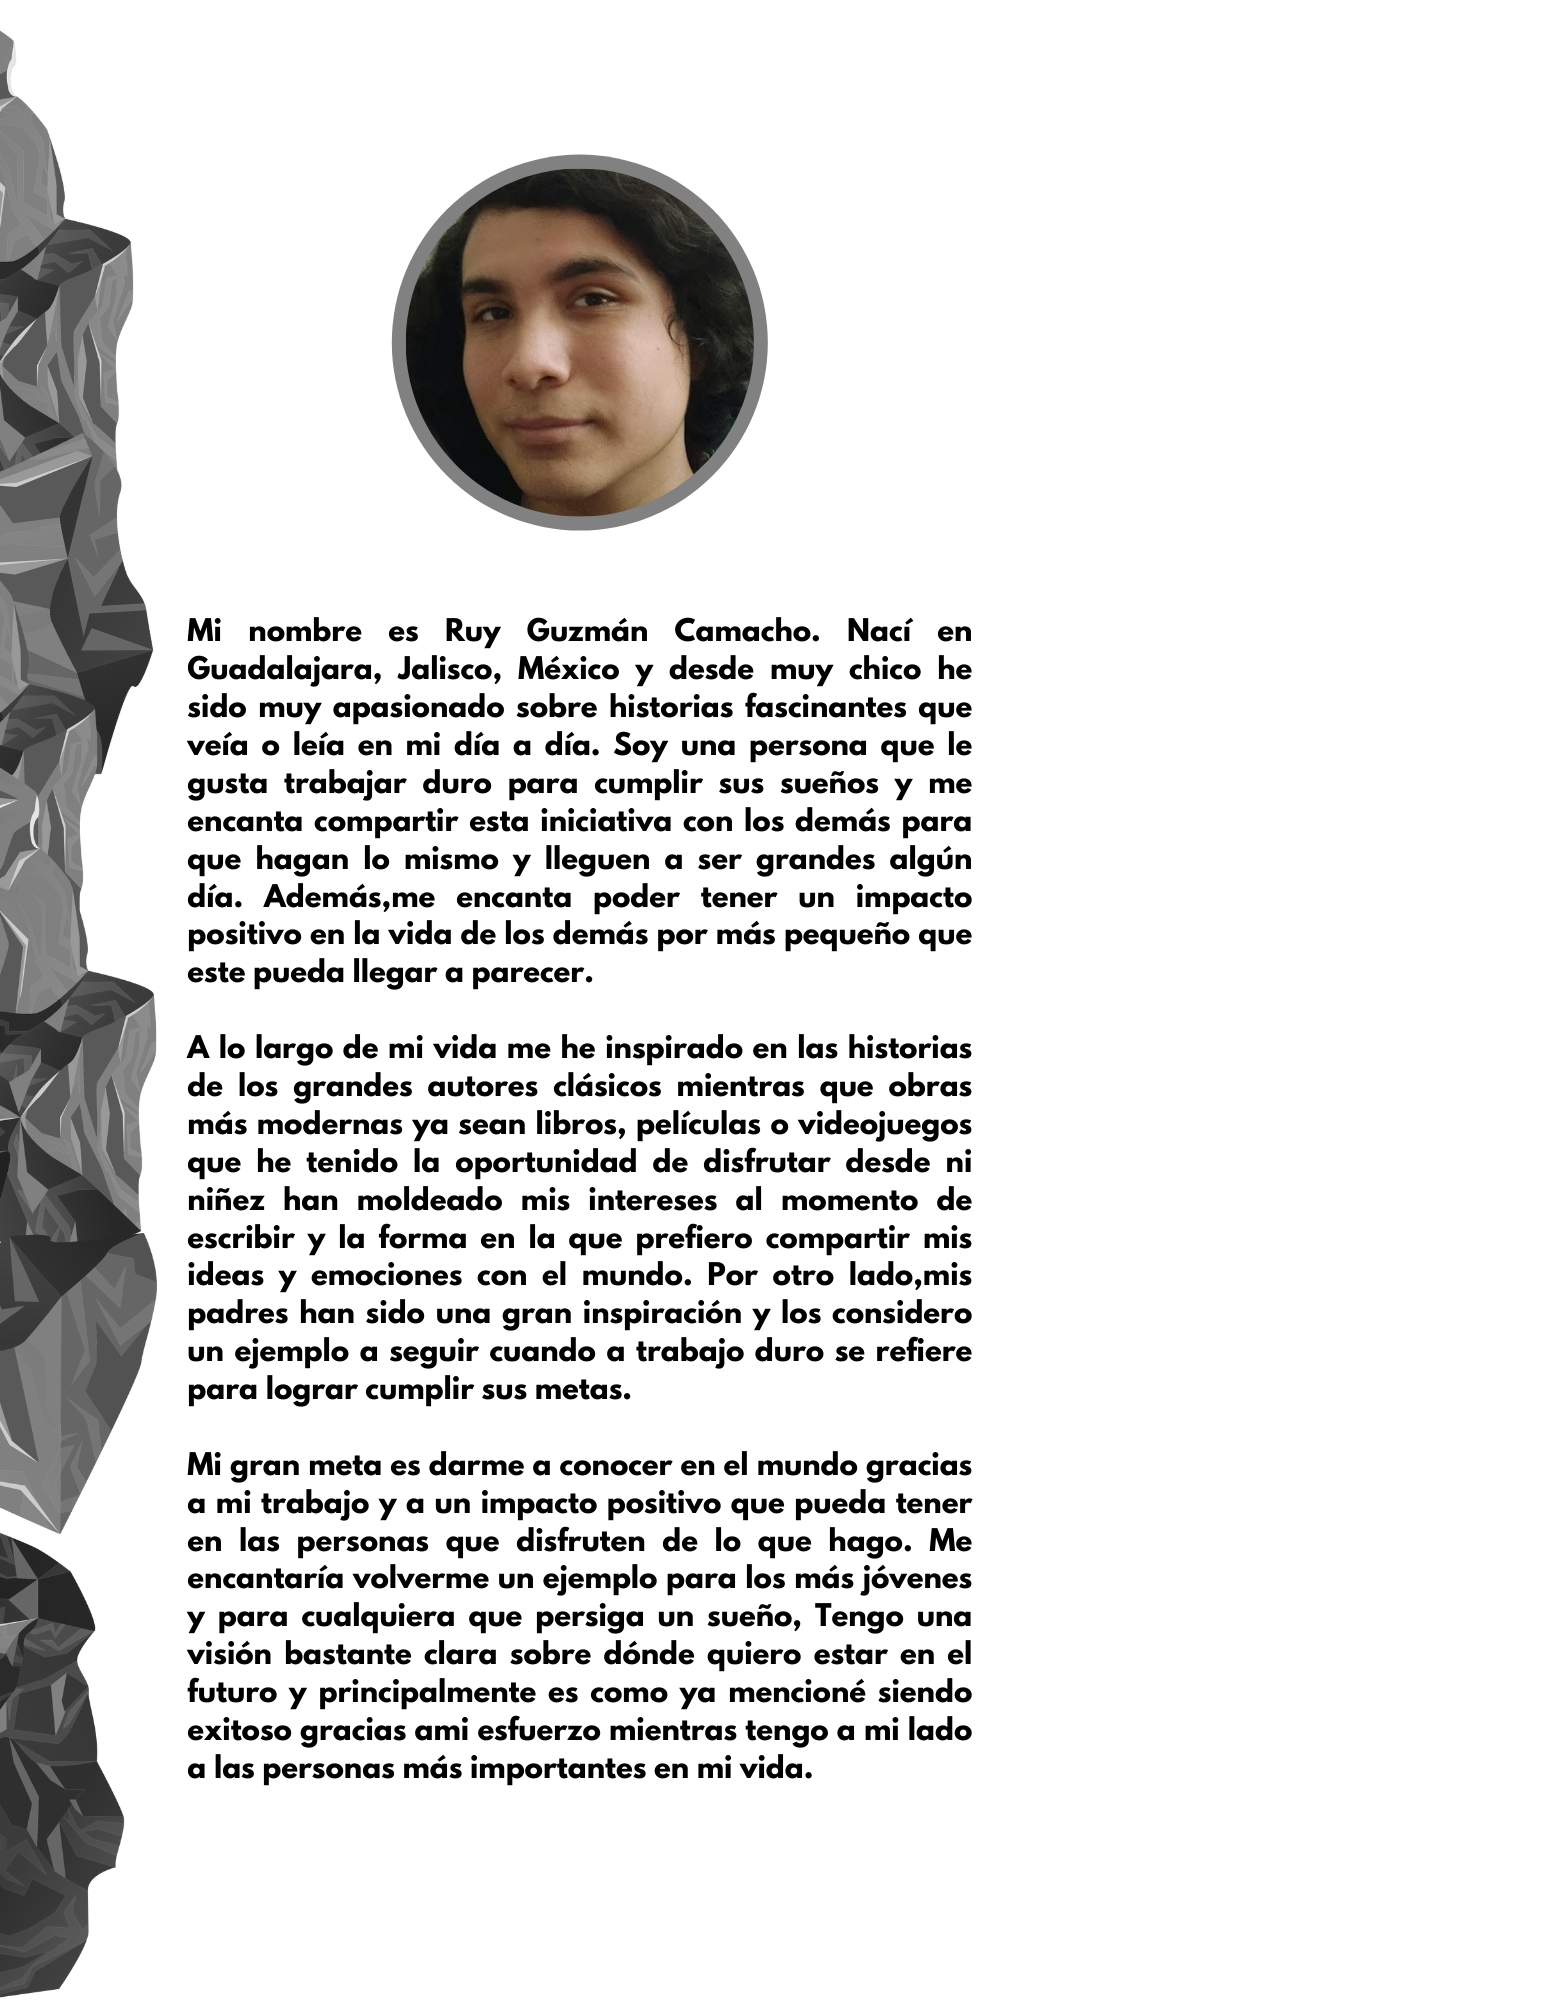 Mi nombre es Ruy Guzmán Camacho. Nací en
Guadalajara, Jalisco, México y desde muy chico he
sido muy apasionado sobre historias fascinantes que
veía o leía en mi día a día. Soy una persona que le
gusta trabajar duro para cumplir sus sueños y me
encanta compartir esta iniciativa con los demás para
que hagan lo mismo y lleguen a ser grandes algún
día. Además,me encanta poder tener un impacto
positivo en la vida de los demás por más pequeño que
este pueda llegar a parecer.
A lo largo de mi vida me he inspirado en las historias
de los grandes autores clásicos mientras que obras
más modernas ya sean libros, películas o videojuegos
que he tenido la oportunidad de disfrutar desde ni
niñez han moldeado mis intereses al momento de
escribir y la forma en la que prefiero compartir mis
ideas y emociones con el mundo. Por otro lado,mis
padres han sido una gran inspiración y los considero
un ejemplo a seguir cuando a trabajo duro se refiere
para lograr cumplir sus metas.
Mi gran meta es darme a conocer en el mundo gracias
a mi trabajo y a un impacto positivo que pueda tener
en las personas que disfruten de lo que hago. Me
encantaría volverme un ejemplo para los más jóvenes
y para cualquiera que persiga un sueño, Tengo una
visión bastante clara sobre dónde quiero estar en el
futuro y principalmente es como ya mencioné siendo
exitoso gracias ami esfuerzo mientras tengo a mi lado
a las personas más importantes en mi vida.